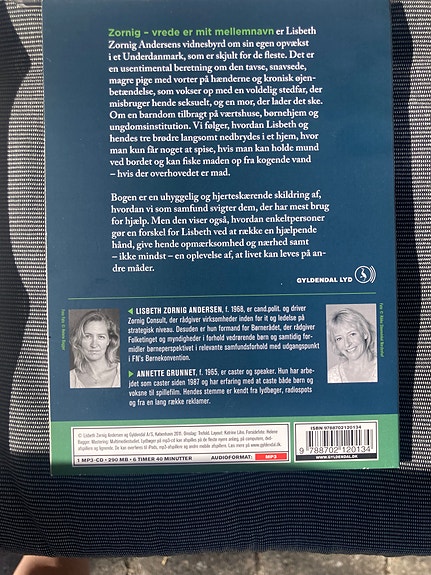 Zornig – vrede er mit mellemnavn er Lisbeth
Zornig Andersens vidnesbyrd om sin egen opvækst
i et Underdanmark, som er skjult for de fleste. Det er
en usentimental beretning om den tavse, snavsede,
magre pige med vorter på hænderne og kronisk øjen-
betændelse, som vokser op med en voldelig stedfar, der
misbruger hende seksuelt, og en mor, der lader det ske.
Om en barndom tilbragt på værtshuse, børnehjem og
ungdomsinstitution. Vi følger, hvordan Lisbeth og
hendes tre brødre langsomt nedbrydes i et hjem, hvor
man kun får noget at spise, hvis man kan holde mund
ved bordet og kan fiske maden op fra kogende vand
– hvis der overhovedet er mad.
Bogen er en uhyggelig og hjerteskærende skildring af,
hvordan vi som samfund svigter dem, der har mest brug
for hjælp. Men den viser også, hvordan enkeltpersoner
gør en forskel for Lisbeth ved at række en hjælpende
hånd, give hende opmærksomhed og nærhed samt
– ikke mindst – en oplevelse af, at livet kan leves på an-
dre måder.
GYLDENDAL LYD
LISBETH ZORNIG ANDERSEN, f. 1968, er cand.polit. og driver
Zornig Consult, der rådgiver virksomheder inden for it og ledelse på
strategisk niveau. Desuden er hun formand for Børnerådet, der rådgiver
Folketinget og myndigheder i forhold vedrørende børn og samtidig for-
midler børneperspektivet i relevante samfundsforhold med udgangspunkt
i FN's Børnekonvention.
ANNETTE GRUNNET, f. 1965, er caster og speaker. Hun har arbej-
det som caster siden 1987 og har erfaring med at caste både børn og
voksne til spillefilm. Hendes stemme er kendt fra lydbøger, radiospots
og fra en lang række reklamer.
© Lisbeth Zornig Andersen og Gyldendal A/S, København 2011.
1 MP3-CD • 290 MB • 6 TIMER 40 MINUTTER
AUDIOFORMAT: MP3
ISBN 9788702120134
9 788702 120134
WWW.GYLDENDAL.DK